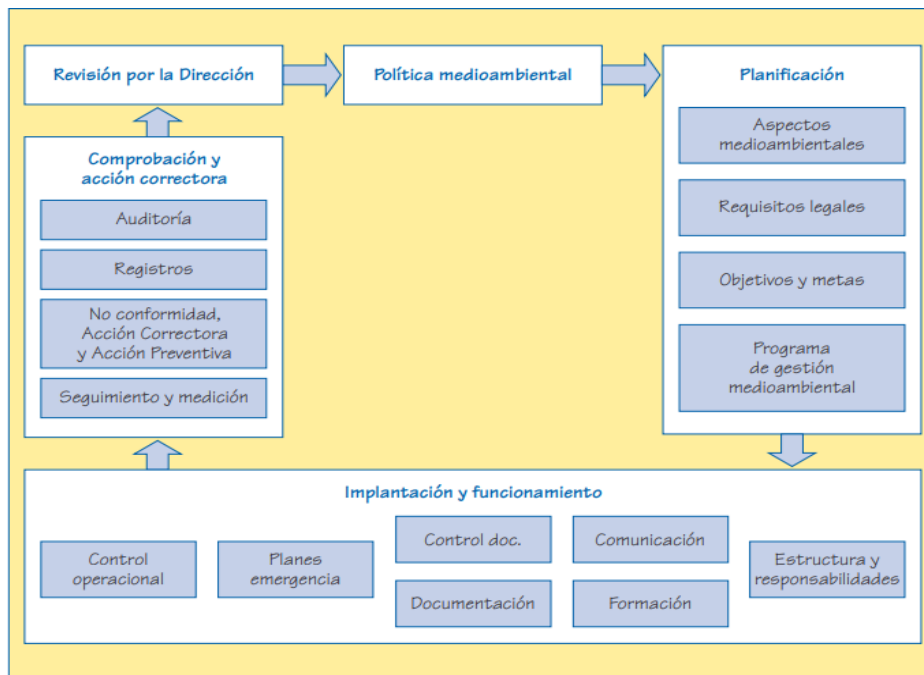 Revisión por la Dirección
Política medioambiental
Planificación
Aspectos
medioambientales
Requisitos legales
Objetivos y metas
Programa
de gestión
medioambiental
Comprobación y
acción correctora
Auditoría
Registros
No conformidad,
Acción Correctora
y Acción Preventiva
Seguimiento y medición
Implantación y funcionamiento
Control
operacional
Planes
emergencia
Control doc.
Comunicación
Documentación
Formación
Estructura y
responsabilidades